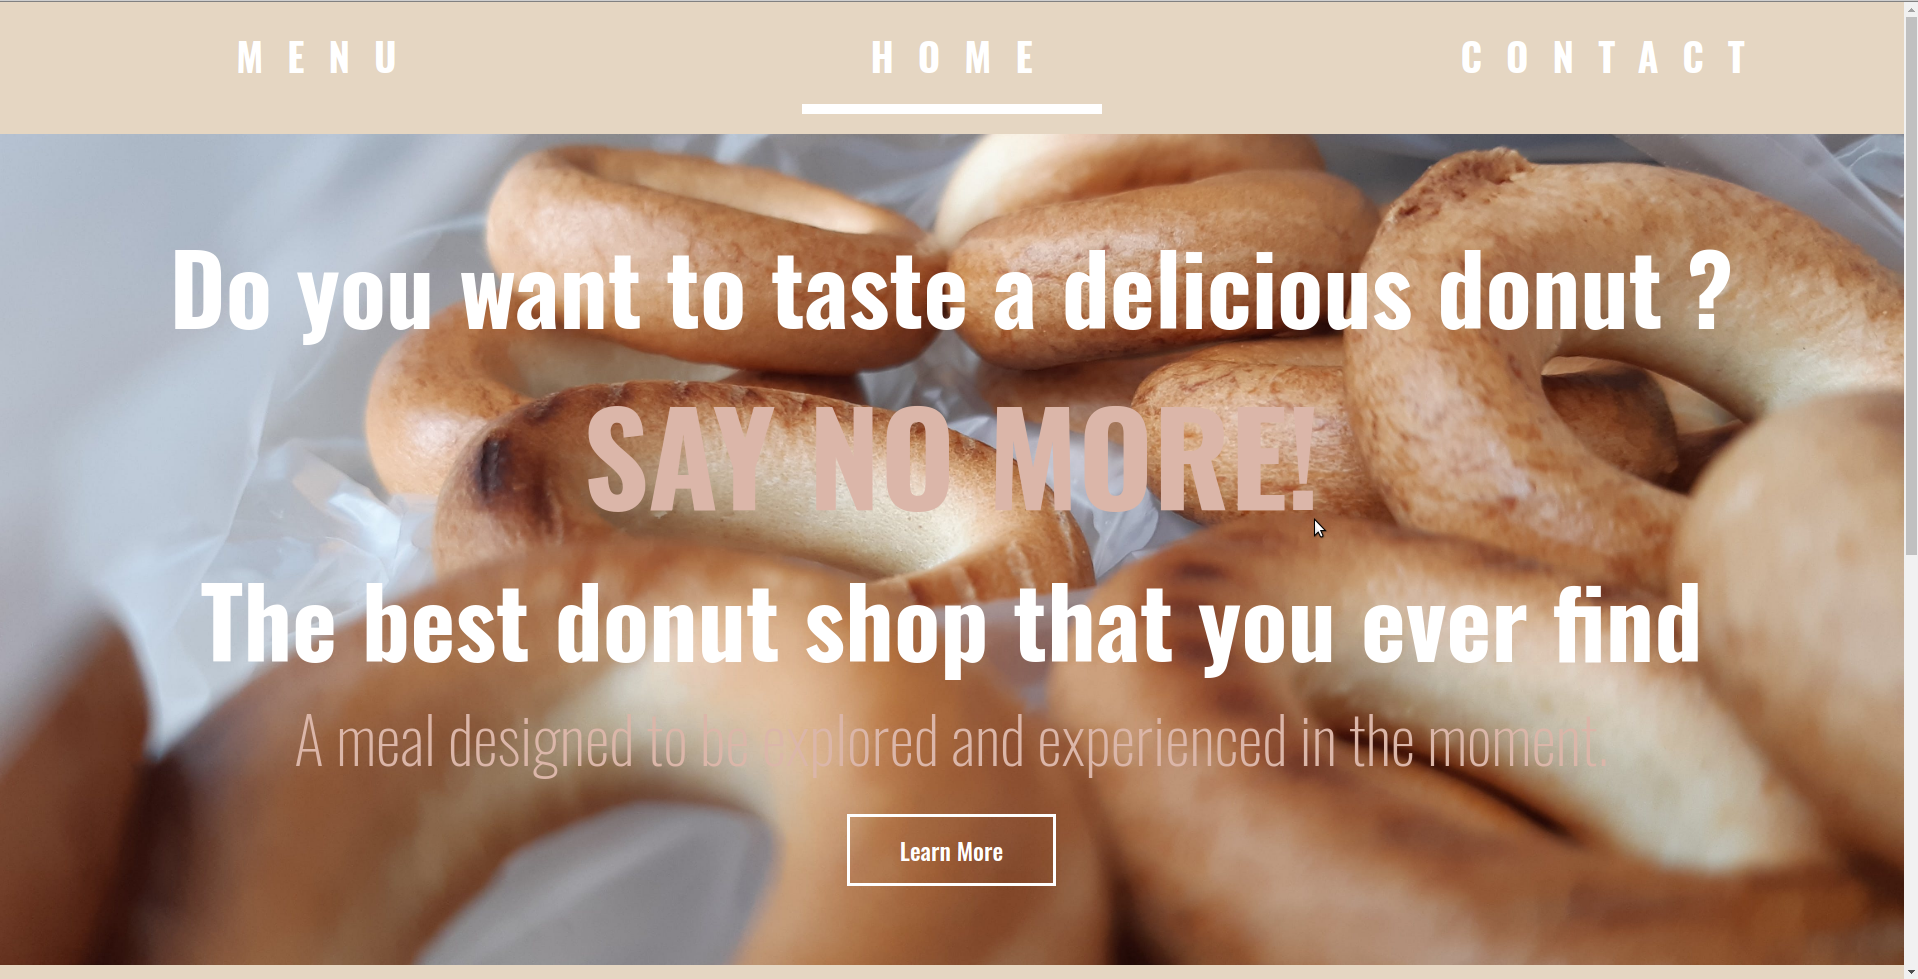 MENU HOME CONTACT
Do you want to taste a delicious donut ?
SAY NO MORE!
The best donut shop that you ever find
A meal designed to be explored and experienced in the moment.
Learn More